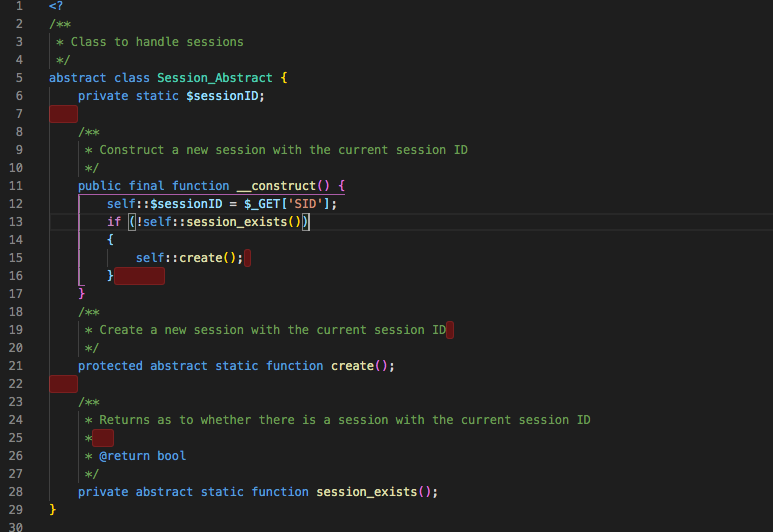 1 <?
2 /**
3  * Class to handle sessions
4  */
5 abstract class Session_Abstract {
6     private static $sessionID;
7
8     /**
9      * Construct a new session with the current session ID
10      */
11     public final function __construct() {
12         self::$sessionID = $_GET['SID'];
13         if (!self::session_exists())
14         {
15             self::create();
16         }
17     }
18     /**
19      * Create a new session with the current session ID
20      */
21     protected abstract static function create();
22
23     /**
24      * Returns as to whether there is a session with the current session ID
25      *
26      * @return bool
27      */
28     private abstract static function session_exists();
29 }
30